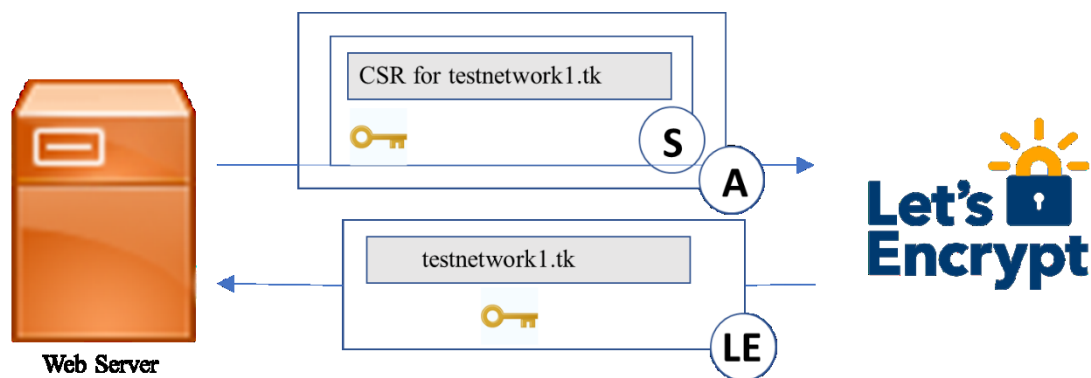 CSR for testnetwork1.tk
S
A
Let's
Encrypt
testnetwork1.tk
LE
Web Server